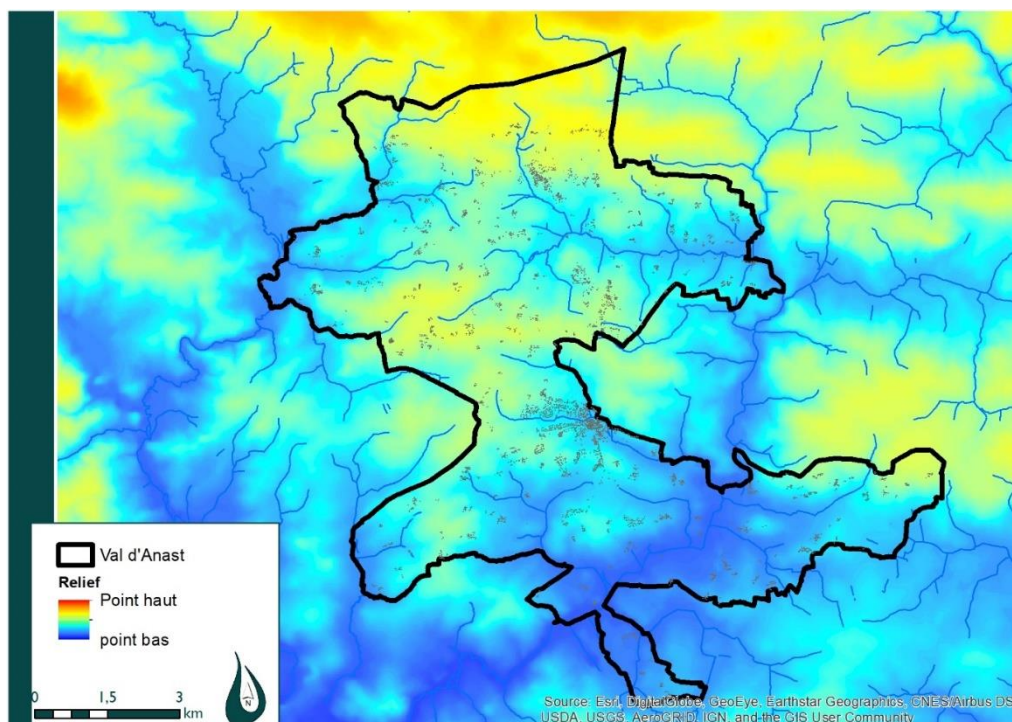 Val d'Anast
Relief
Point haut
point bas
N
0 1,5 3
km
Source: Esri, DigitalGlobe, GeoEye, Earthstar Geographics, CNES/Airbus DS,
USDA, USGS, AeroGRID, IGN, and the GIS User Community